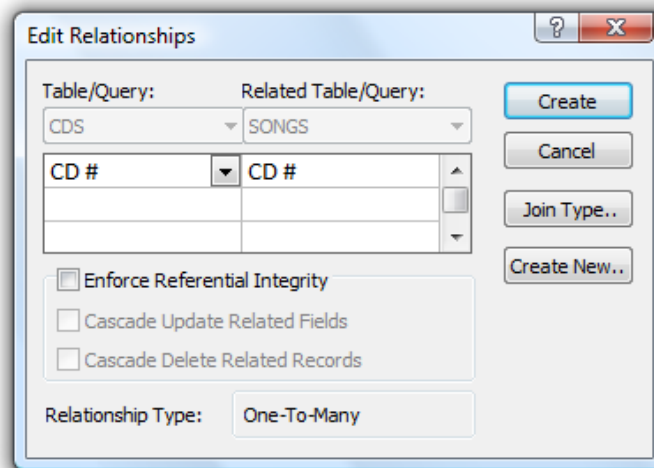 Edit Relationships
Table/Query: Related Table/Query:
CDS SONGS
CD # CD #
Enforce Referential Integrity
Cascade Update Related Fields
Cascade Delete Related Records
Relationship Type: One-To-Many
Create
Cancel
Join Type..
Create New..